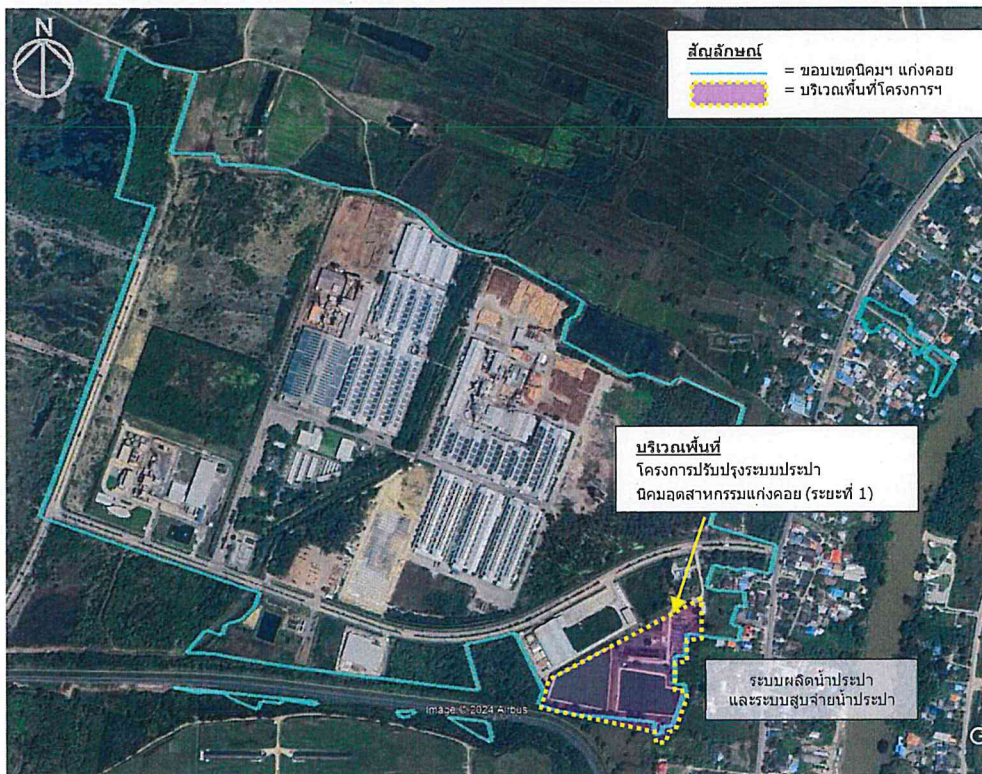 N
สัญลักษณ์
= ขอบเขตนิคมฯ แก่งคอย
= บริเวณพื้นที่โครงการฯ
บริเวณพื้นที่
โครงการปรับปรุงระบบประปา
นิคมอุตสาหกรรมแก่งคอย (ระยะที่ 1)
ระบบผลิตน้ำประปา
และระบบสูบจ่ายน้ำประปา
Image © 2024 Airbus
G